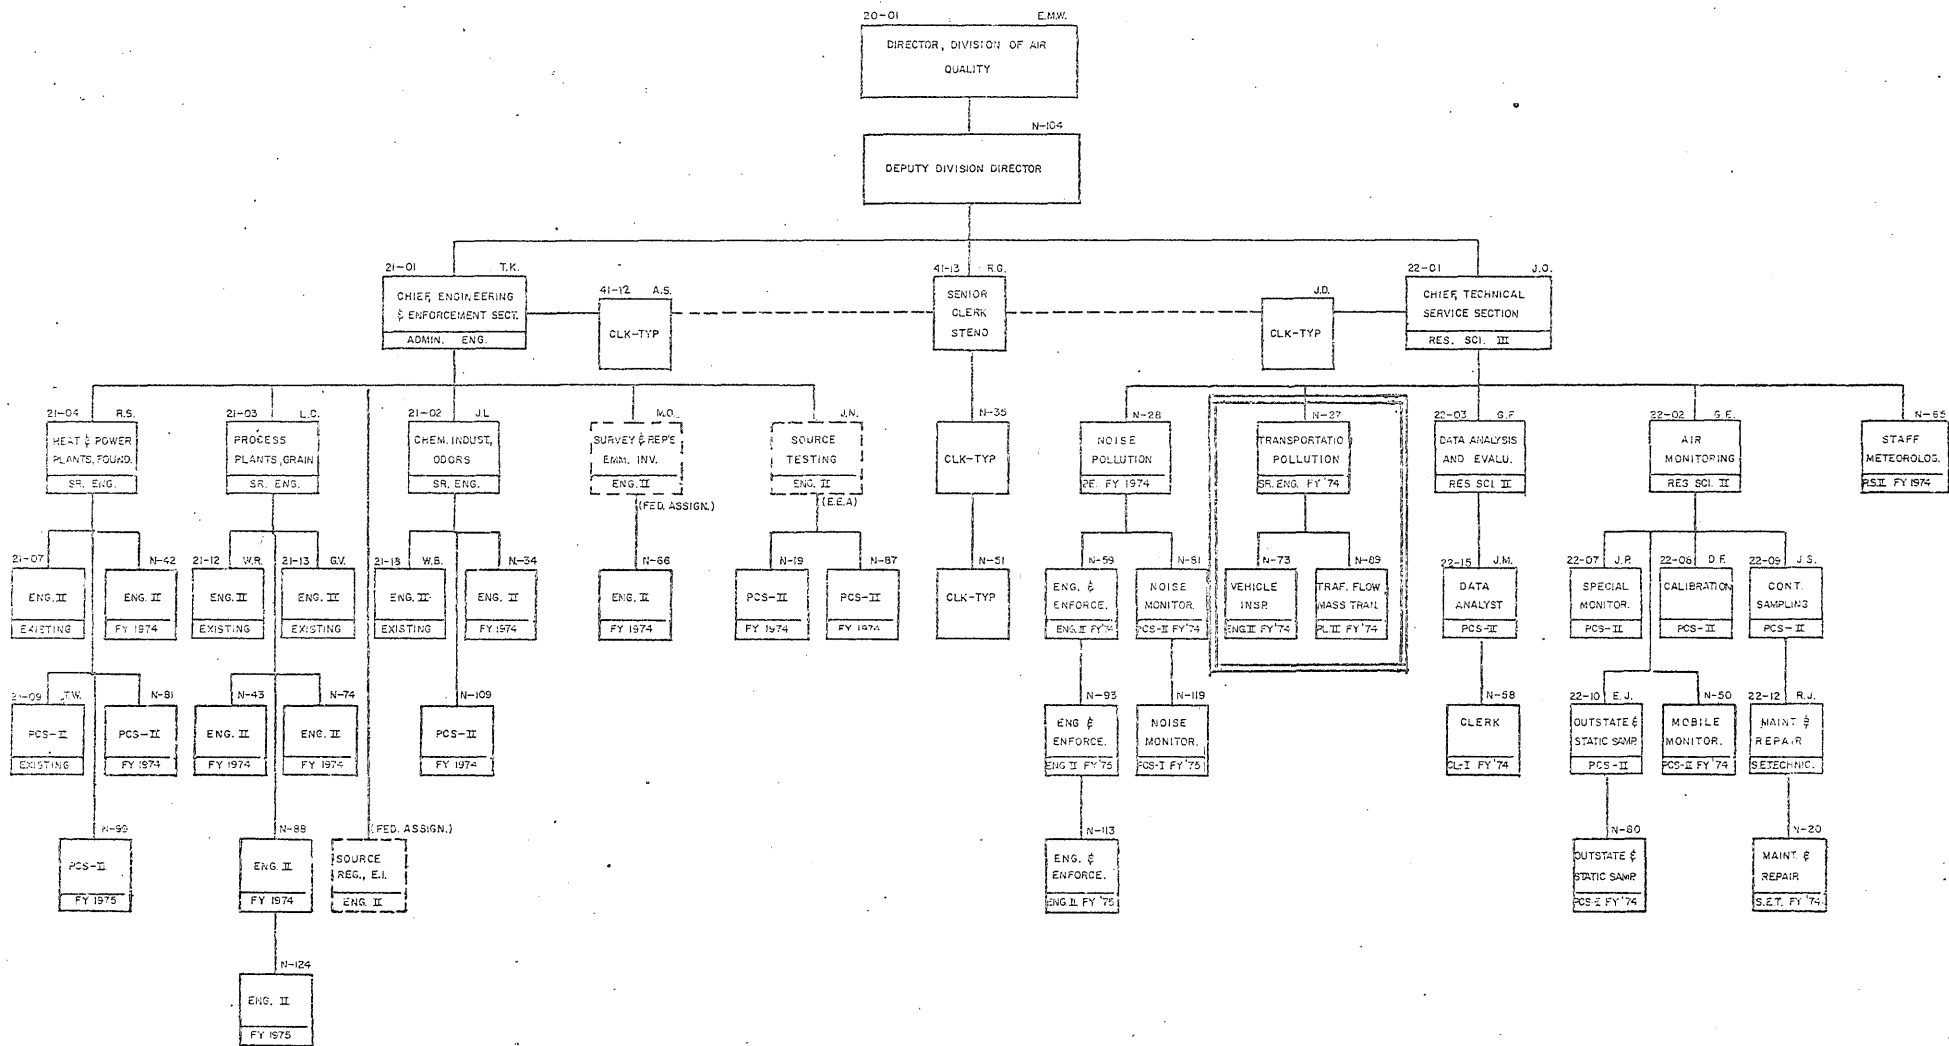 20-01 E.M.W.
DIRECTOR, DIVISION OF AIR
QUALITY
N-104
DEPUTY DIVISION DIRECTOR
21-01 T.K.
CHIEF, ENGINEERING
& ENFORCEMENT SECT.
ADMIN. ENG.
41-12 A.S.
CLK-TYP
41-13 R.G.
SENIOR
CLERK
STENO
J.D.
CLK-TYP
22-01 J.O.
CHIEF, TECHNICAL
SERVICE SECTION
RES. SCI. III
21-04 R.S.
HEAT & POWER
PLANTS, FOUND.
SR. ENG.
21-03 L.C.
PROCESS
PLANTS, GRAIN
SR. ENG.
21-02 J.L
CHEM. INDUST,
ODORS
SR. ENG.
M.O.
SURVEY & REP'S
EMM. INV.
ENG. II
(FED. ASSIGN.)
J.N.
SOURCE
TESTING
ENG. II
(E.E.A)
N-35
CLK-TYP
N-28
NOISE
POLLUTION
P.E. FY 1974
N-27
TRANSPORTATIO
POLLUTION
SR. ENG. FY '74
22-03 G.F
DATA ANALYSIS
AND EVALU.
RES SCI. II
22-02 G.E.
AIR
MONITORING
RES SCI. II
N-65
STAFF
METEOROLOG.
R.S.II FY 1974
21-07
ENG. II
EXISTING
N-42
ENG. II
FY 1974
21-12 W.R.
ENG. II
EXISTING
21-13 G.V.
ENG. III
EXISTING
21-18 W.B.
ENG. II
EXISTING
N-34
ENG. II
FY 1974
N-66
ENG. II
FY 1974
N-19
PCS-II
FY 1974
N-87
PCS-II
FY 1974
N-51
CLK-TYP
N-59
ENG. &
ENFORCE.
ENG.II FY'74
N-61
NOISE
MONITOR.
PCS-II FY '74
N-73
VEHICLE
INSP.
ENG II FY '74
N-89
TRAF. FLOW
MASS TRAIL
PL III FY '74
22-15 J.M.
DATA
ANALYST
PCS-II
22-07 J.P.
SPECIAL
MONITOR.
PCS-II
22-08 D.F.
CALIBRATION
PCS-II
22-09 J.S.
CONT.
SAMPLING
PCS-II
21-09 T.W.
PCS-II
EXISTING
N-81
PCS-II
FY 1974
N-43
ENG. II
FY 1974
N-74
ENG. II
FY 1974
N-109
PCS-II
FY 1974
N-93
ENG &
ENFORCE.
ENG II FY '75
N-119
NOISE
MONITOR.
PCS-I FY '75
N-58
CLERK
CL-I FY '74
22-10 E.J.
OUTSTATE &
STATIC SAMP.
PCS-II
N-50
MOBILE
MONITOR.
PCS-II FY '74
22-12 R.J.
MAINT. &
REPAIR
S.E.TECHNIC.
N-99
PCS-II
FY 1975
N-88
ENG. II
FY 1974
(FED. ASSIGN.)
SOURCE
REG., E.I.
ENG. II
N-113
ENG. &
ENFORCE.
ENG.II FY '75
N-80
OUTSTATE &
STATIC SAMP.
FY '74
N-20
MAINT. &
REPAIR
S.E.T. FY '74
N-124
ENG. II
FY 1975